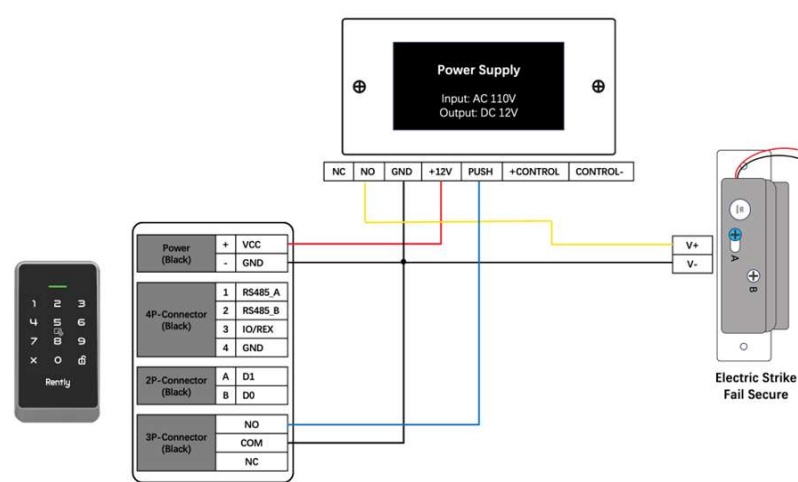 Power Supply
Input: AC 110V
Output: DC 12V
NC NO GND +12V PUSH +CONTROL CONTROL-
Power
(Black)
+ VCC
- GND
4P-Connector
(Black)
1 RS485_A
2 RS485_B
3 IO/REX
4 GND
2P-Connector
(Black)
A D1
B D0
3P-Connector
(Black)
NO
COM
NC
1 2 3
4 5 6
7 8 9
× 0
Rently
V+
V-
A
B
Electric Strike
Fail Secure